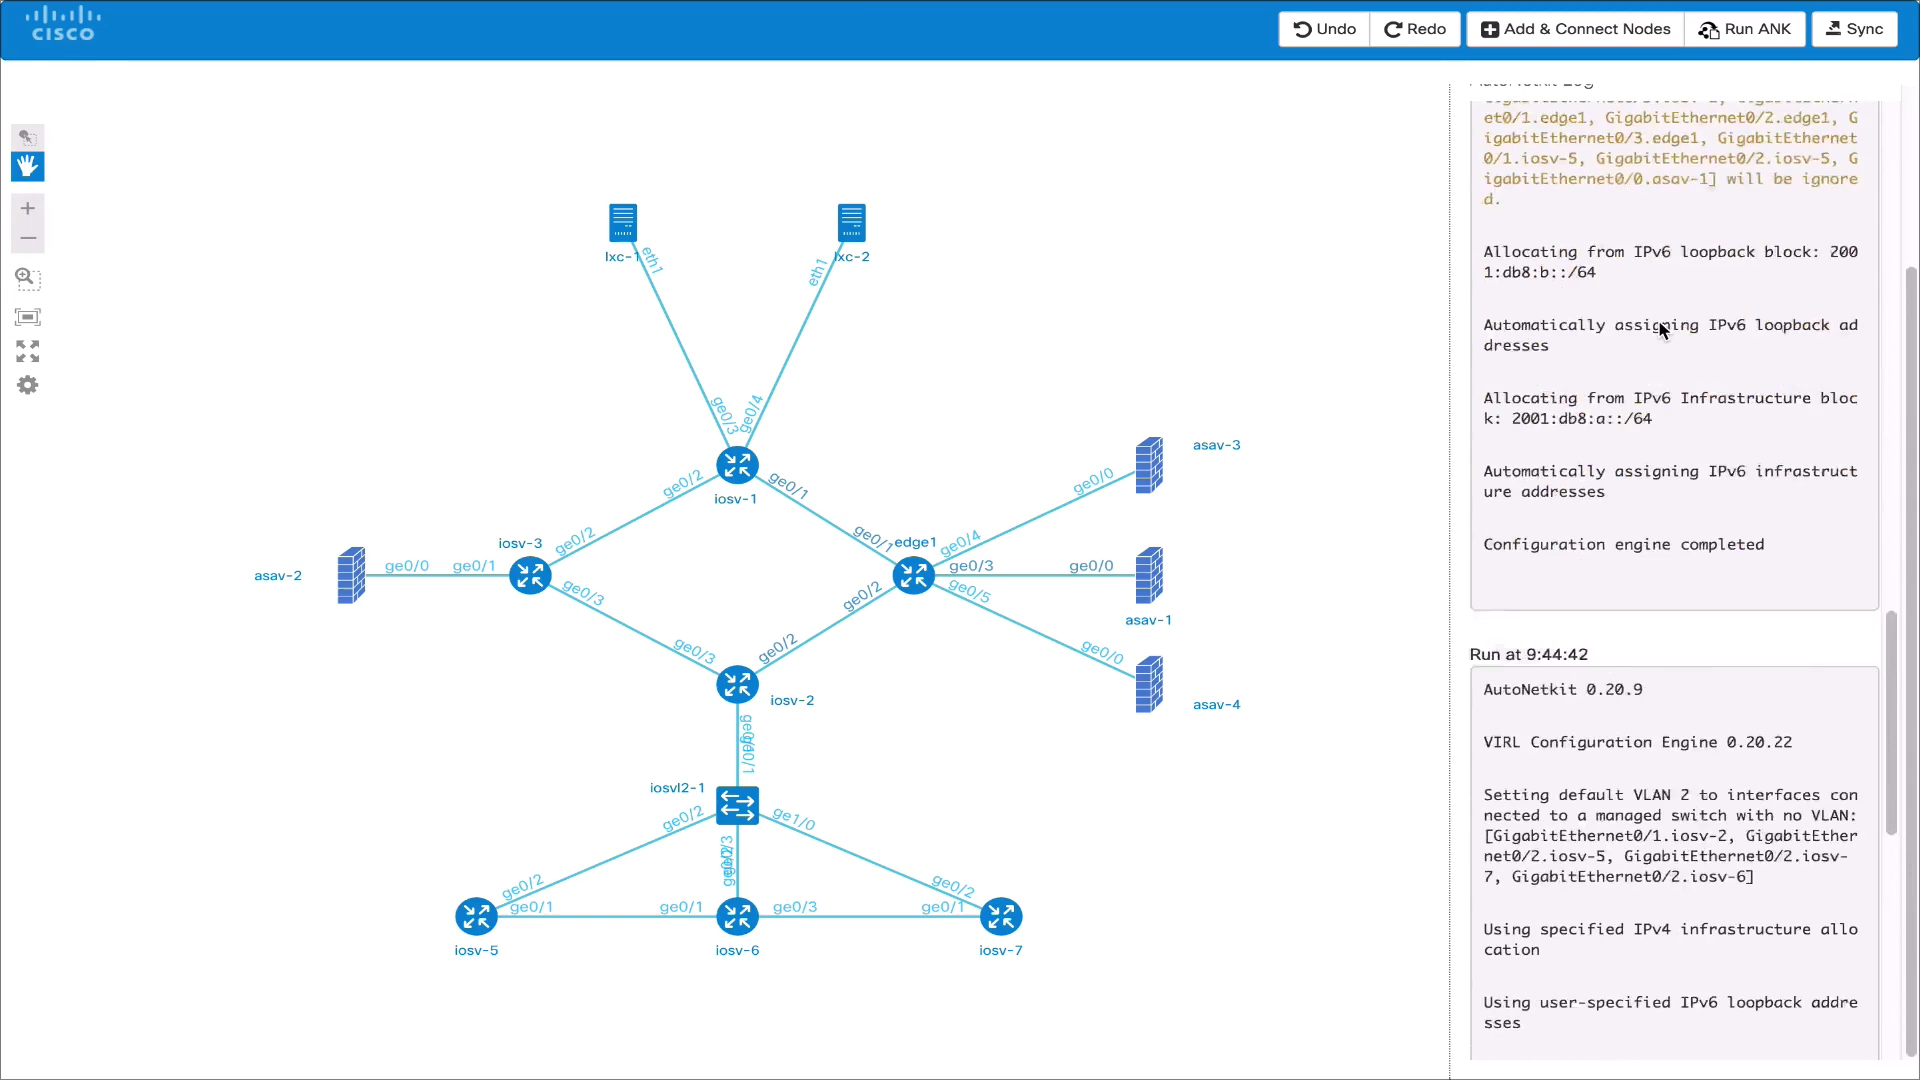 CISCO
Undo
Redo
Add & Connect Nodes
Run ANK
Sync
et0/1.edge1, GigabitEthernet0/2.edge1, G
igabitEthernet0/3.edge1, GigabitEthernet
0/1.iosv-5, GigabitEthernet0/2.iosv-5, G
igabitEthernet0/0.asav-1] will be ignore
d.
Allocating from IPv6 loopback block: 200
1:db8:b::/64
Automatically assigning IPv6 loopback ad
dresses
Allocating from IPv6 Infrastructure bloc
k: 2001:db8:a::/64
Automatically assigning IPv6 infrastruct
ure addresses
Configuration engine completed
Run at 9:44:42
AutoNetkit 0.20.9
VIRL Configuration Engine 0.20.22
Setting default VLAN 2 to interfaces con
nected to a managed switch with no VLAN:
[GigabitEthernet0/1.iosv-2, GigabitEther
net0/2.iosv-5, GigabitEthernet0/2.iosv-
7, GigabitEthernet0/2.iosv-6]
Using specified IPv4 infrastructure allo
cation
Using user-specified IPv6 loopback addre
sses
lxc-1
eth1
lxc-2
eth1
ge0/3
ge0/4
iosv-1
ge0/2
ge0/1
asav-3
ge0/0
iosv-3
ge0/2
ge0/1
edge1
ge0/4
asav-2
ge0/0
ge0/1
ge0/3
ge0/0
ge0/3
ge0/2
ge0/5
asav-1
ge0/3
ge0/2
ge0/0
iosv-2
asav-4
iosvl2-1
ge0/2
ge1/0
ge0/2
ge0/2
ge0/1
ge0/1
ge0/3
ge0/1
iosv-5
iosv-6
iosv-7